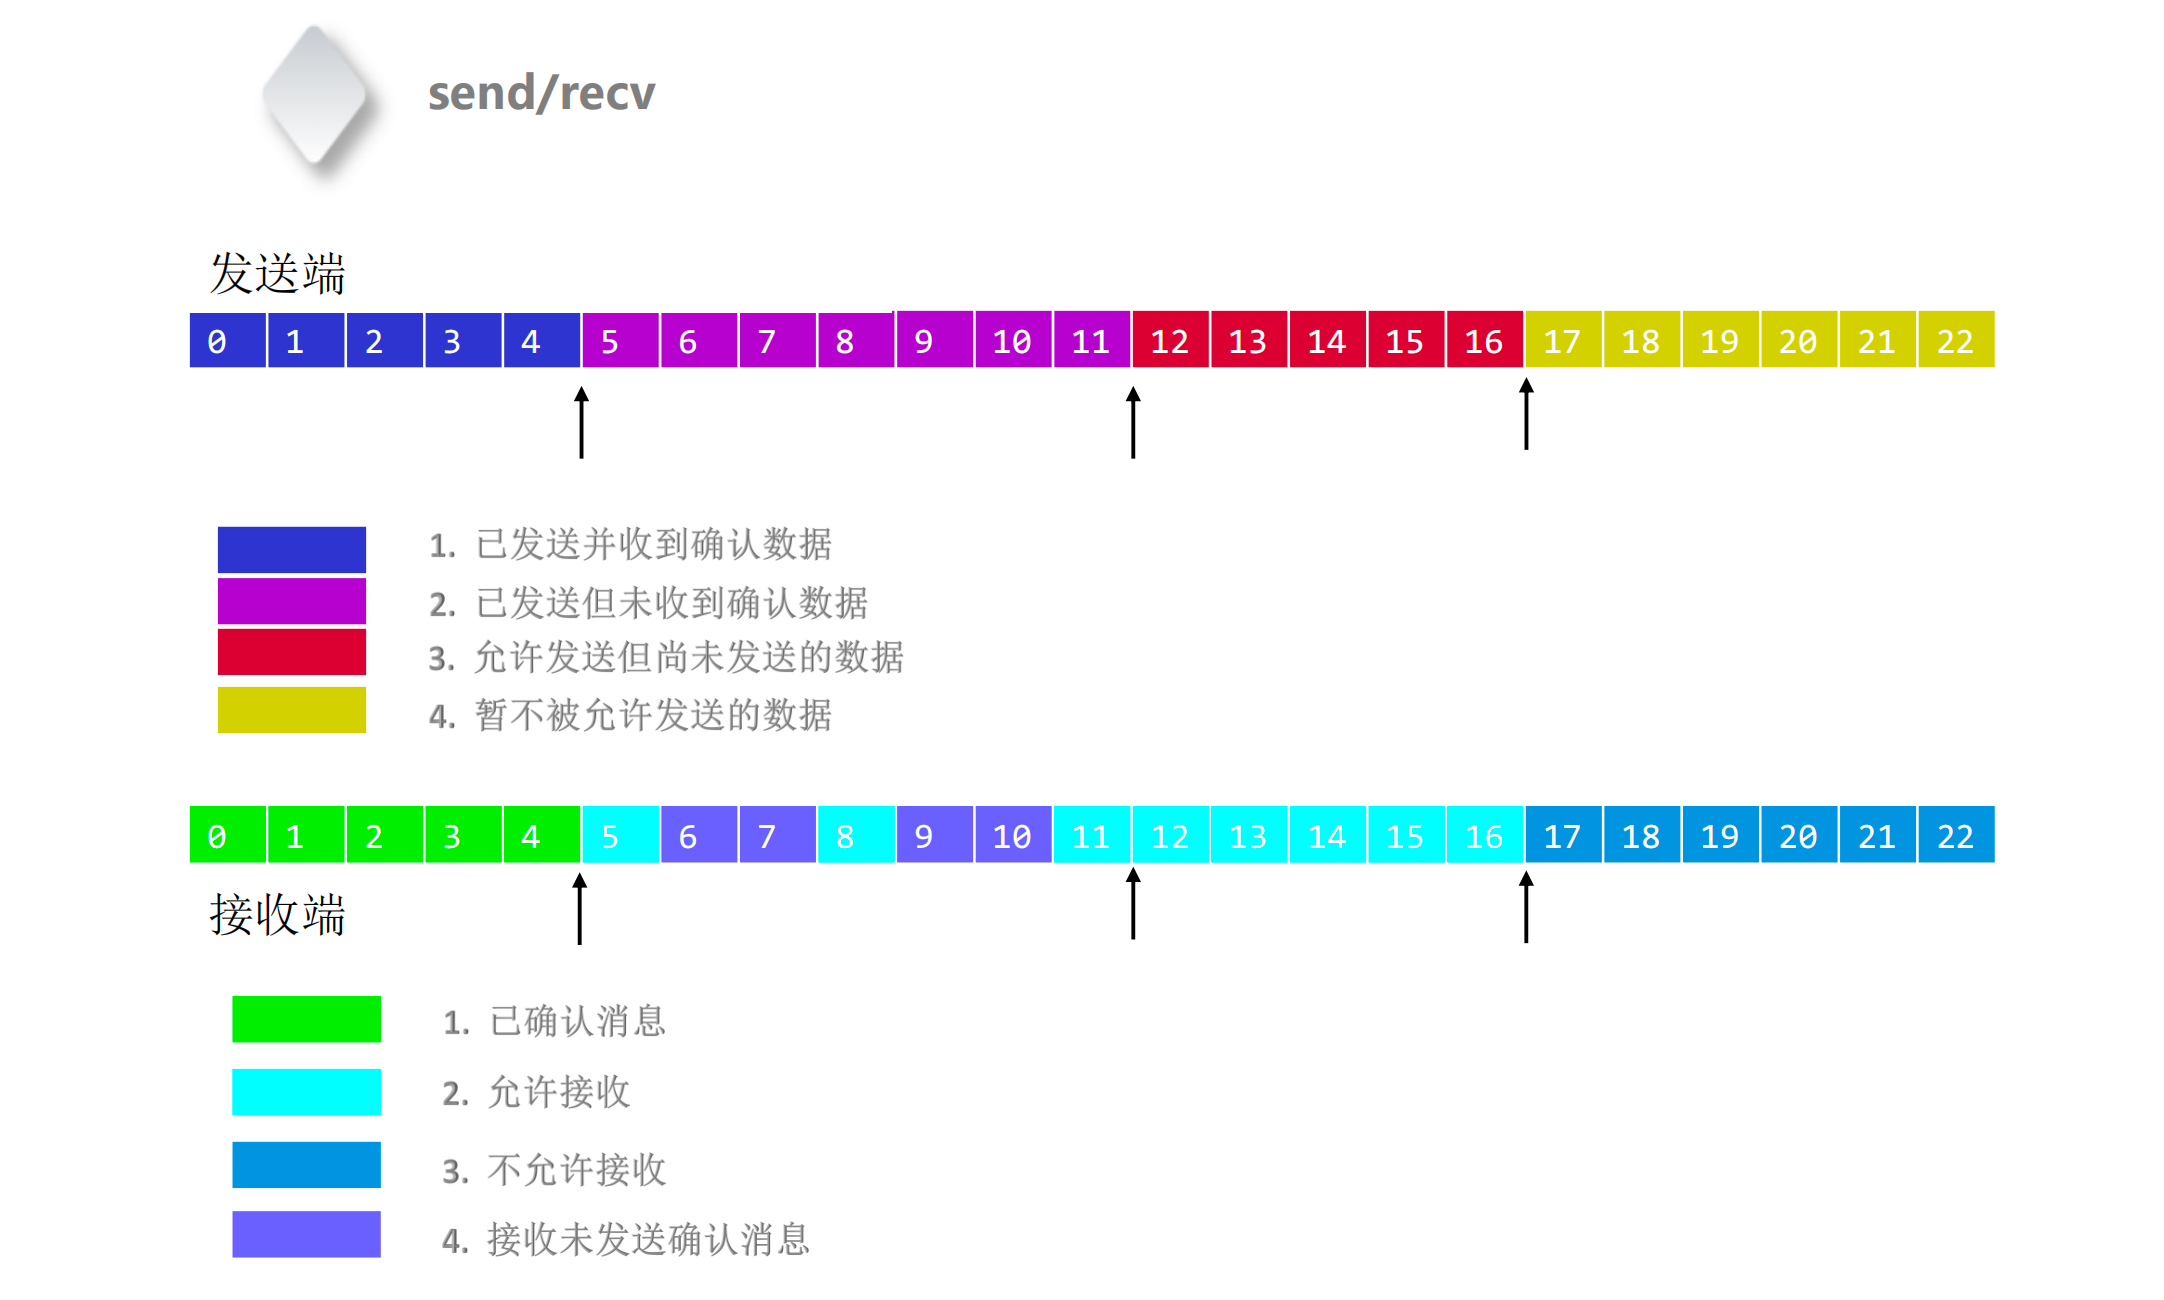 send/recv
发送端
0 1 2 3 4 5 6 7 8 9 10 11 12 13 14 15 16 17 18 19 20 21 22
1. 已发送并收到确认数据
2. 已发送但未收到确认数据
3. 允许发送但尚未发送的数据
4. 暂不被允许发送的数据
0 1 2 3 4 5 6 7 8 9 10 11 12 13 14 15 16 17 18 19 20 21 22
接收端
1. 已确认消息
2. 允许接收
3. 不允许接收
4. 接收未发送确认消息